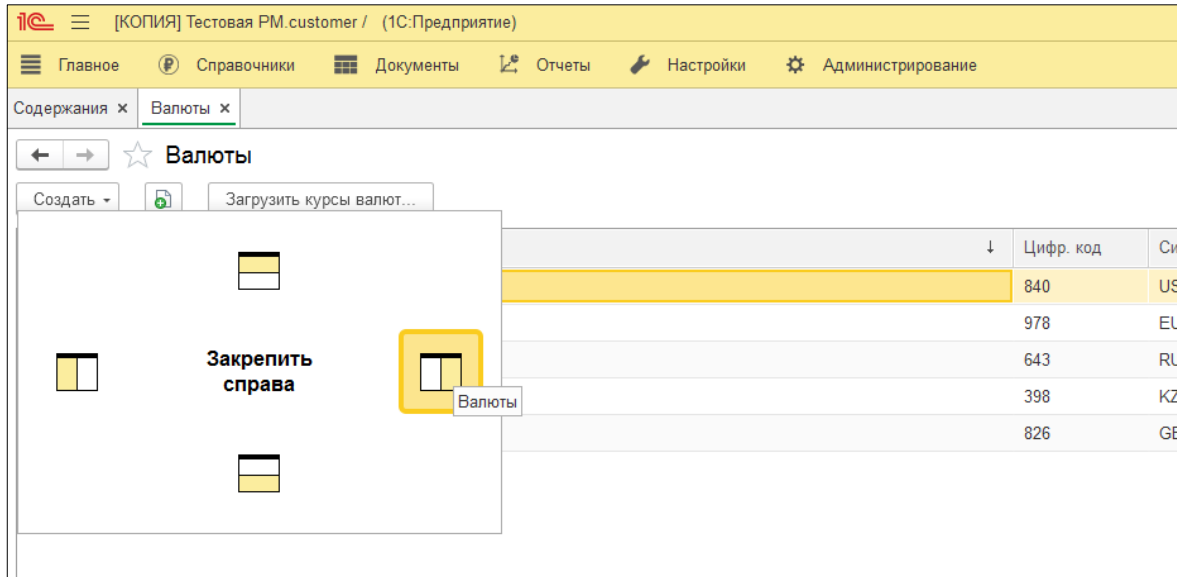 1С [КОПИЯ] Тестовая PM.customer / (1С:Предприятие)
Главное Справочники Документы Отчеты Настройки Администрирование
Содержания × Валюты ×
Валюты
Создать Загрузить курсы валют...
↓ Цифр. код Си
840 US
978 EU
643 RU
398 KZ
826 GB
Закрепить
справа
Валюты